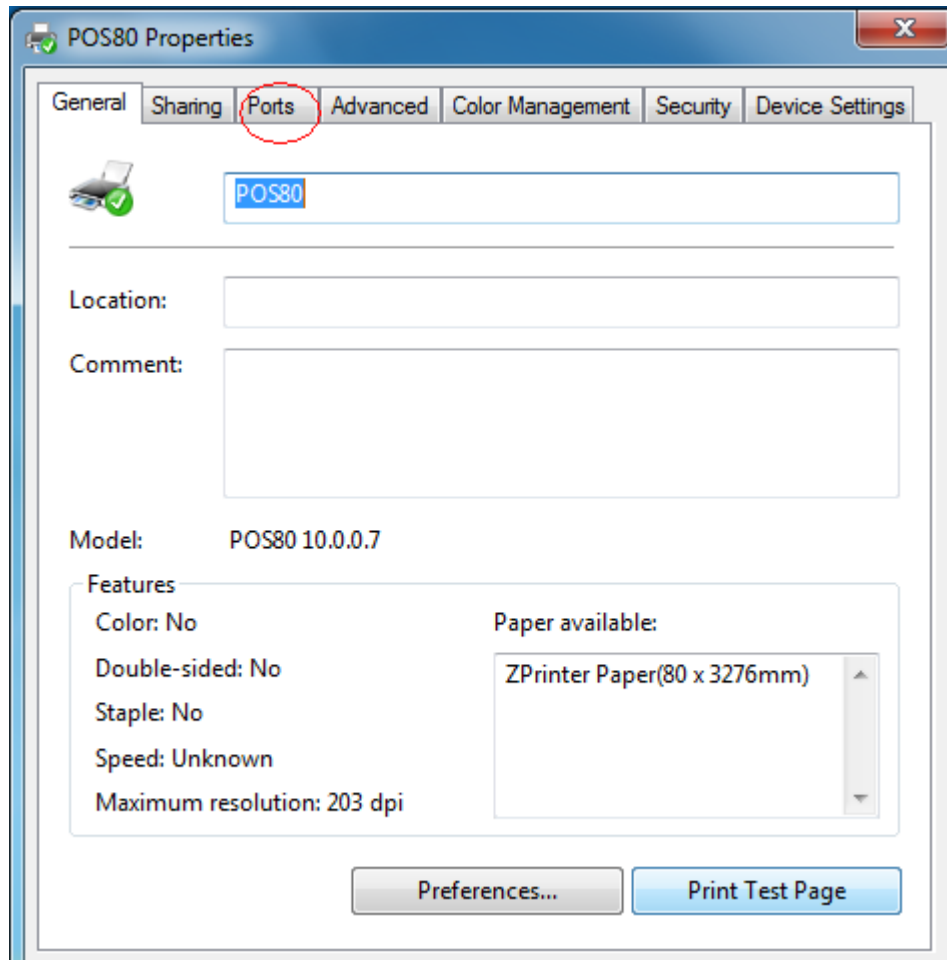 POS80 Properties
General Sharing Ports Advanced Color Management Security Device Settings
POS80
Location:
Comment:
Model: POS80 10.0.0.7
Features
Color: No
Double-sided: No
Staple: No
Speed: Unknown
Maximum resolution: 203 dpi
Paper available:
ZPrinter Paper(80 x 3276mm)
Preferences... Print Test Page